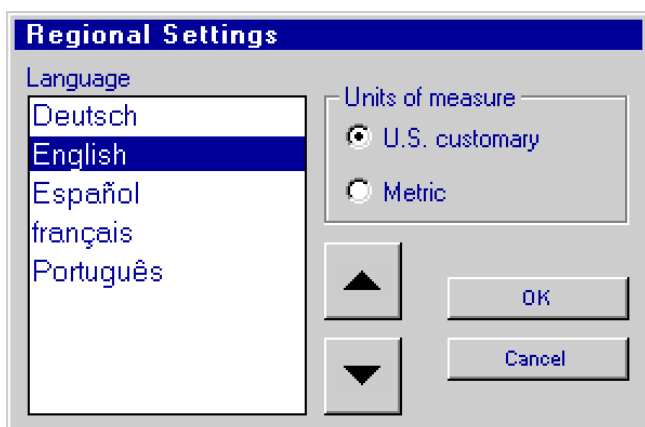 Regional Settings
Language
Deutsch
English
Español
français
Português
Units of measure
U.S. customary
Metric
OK
Cancel